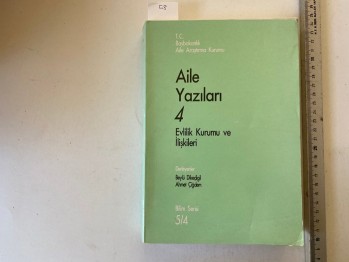 T.C.
Başbakanlık
Aile Araştırma Kurumu
Aile
Yazıları
4
Evlilik Kurumu ve
İlişkileri
Derleyenler
Beylü Dikeçligil
Ahmet Çiğdem
Bilim Serisi
5/4